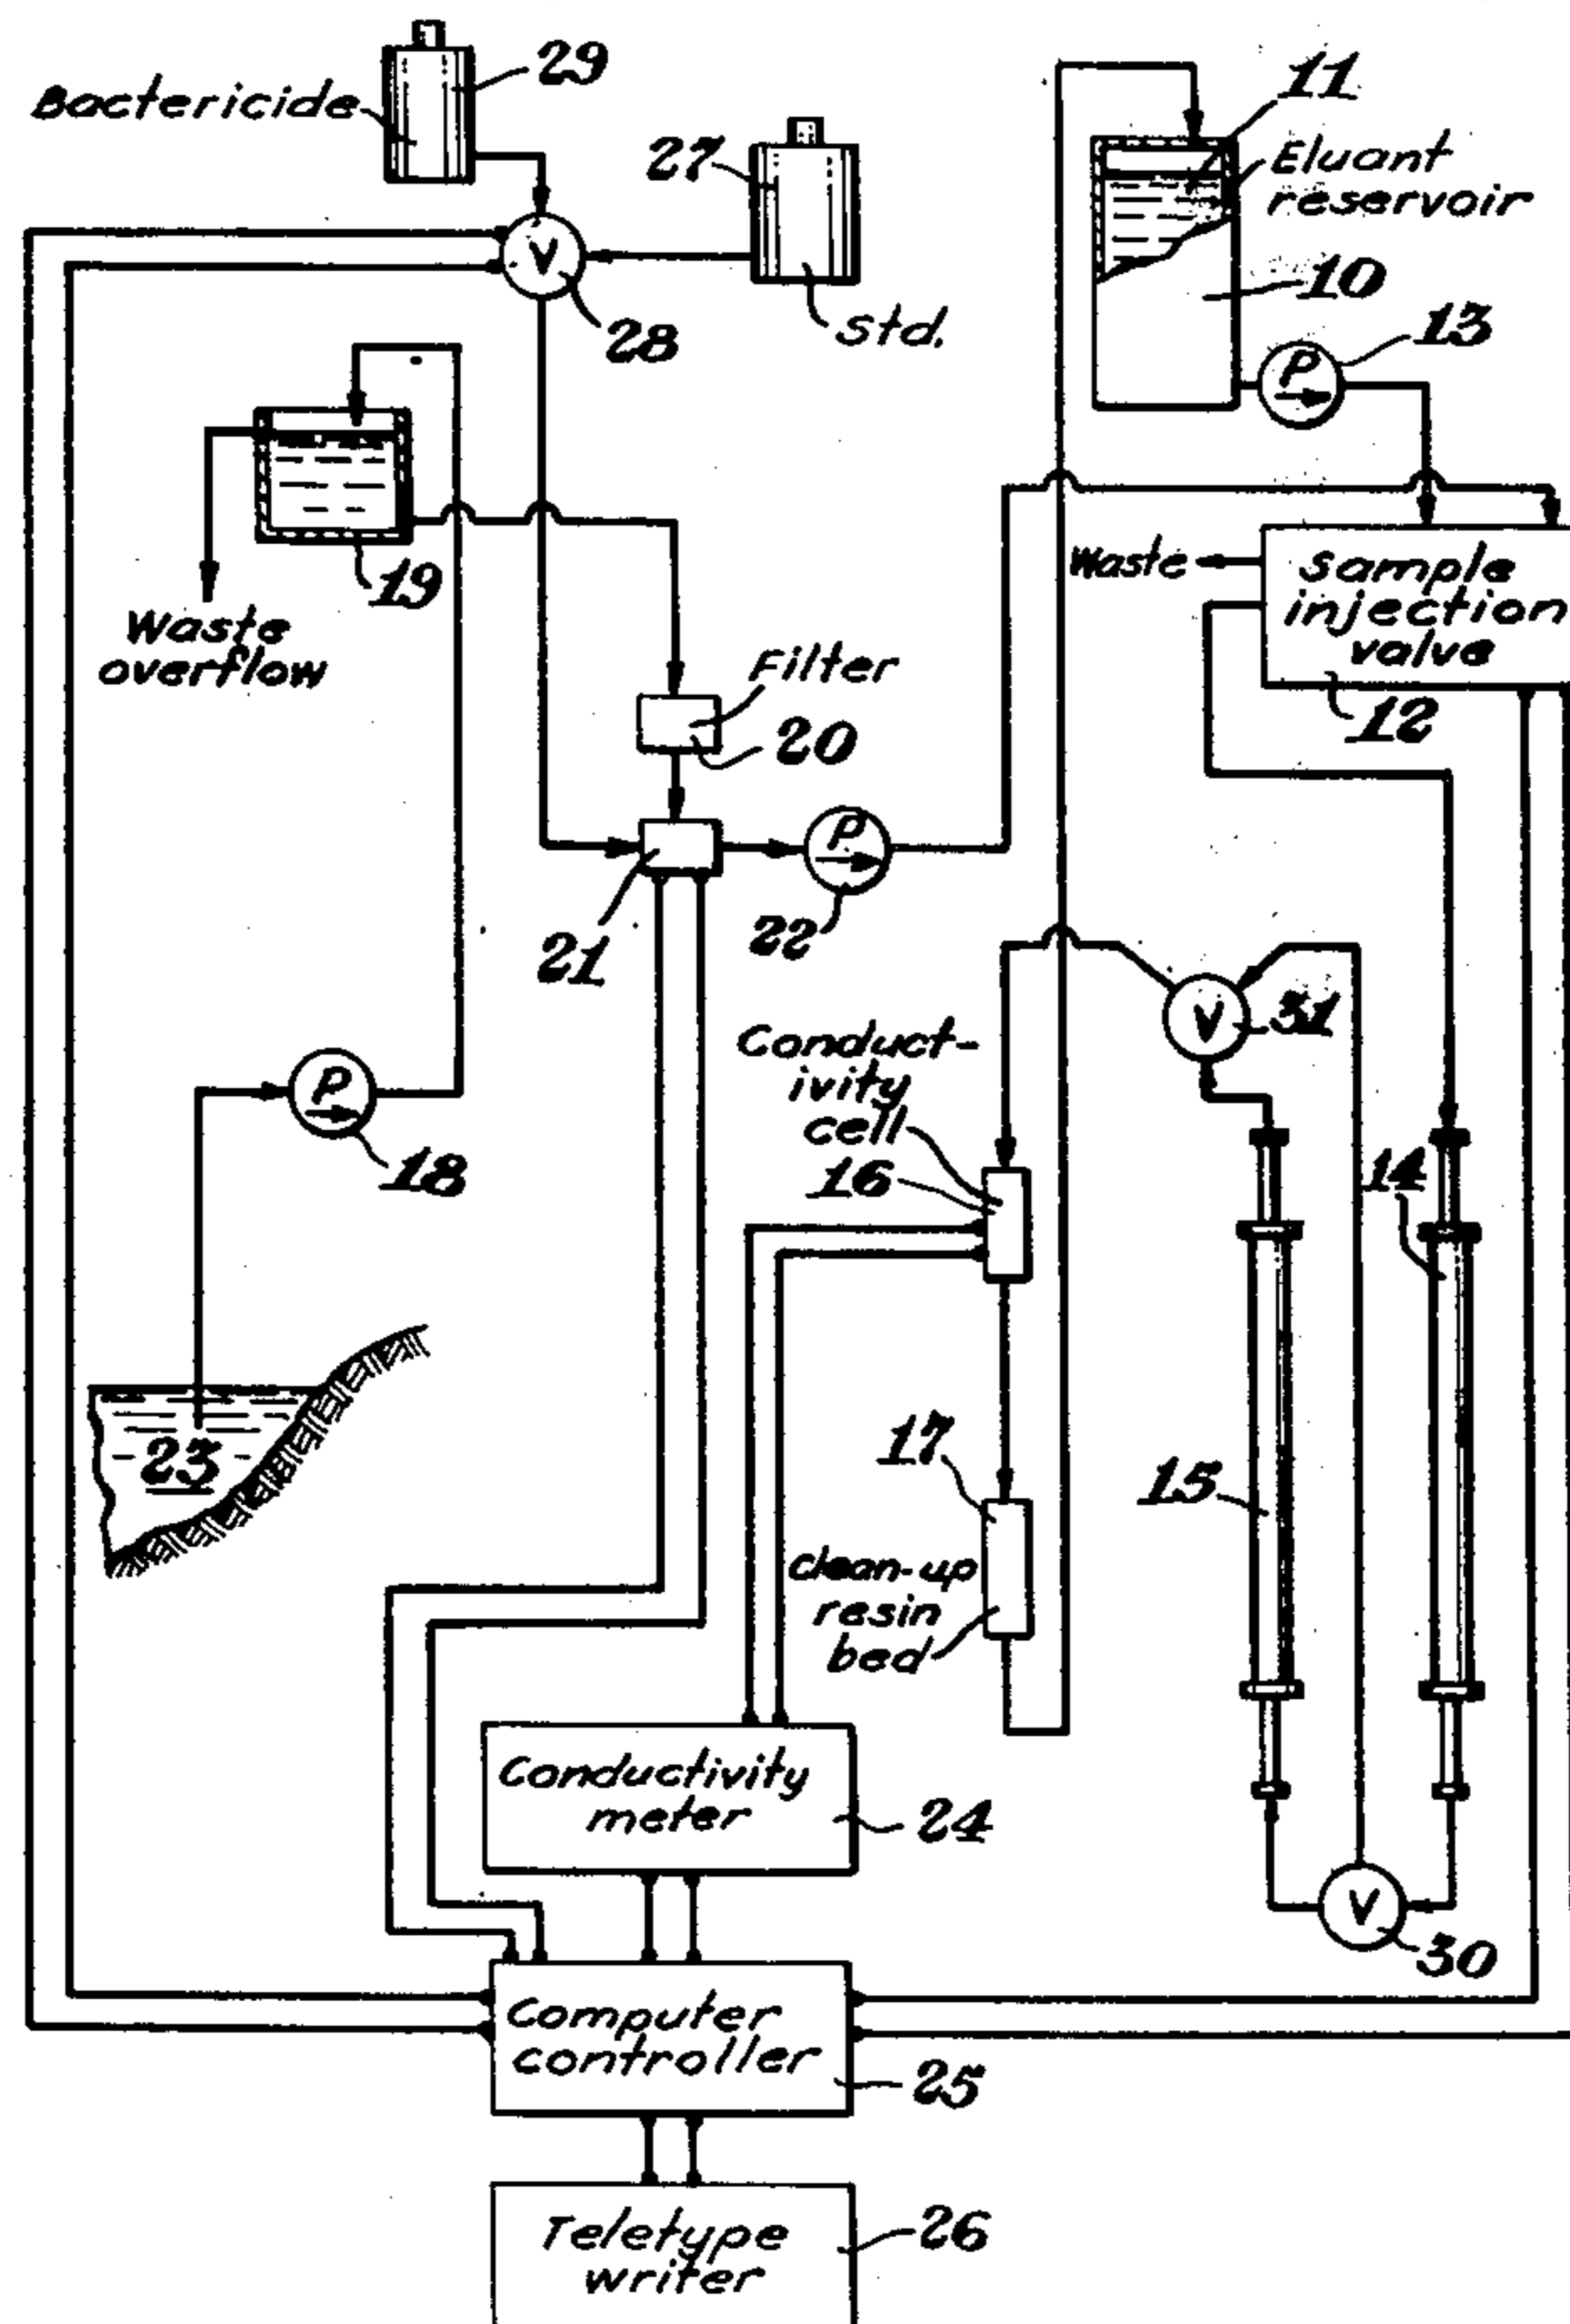 29
Bactericide
27
std.
28
11
Eluant
reservoir
10
P
13
V
19
Waste
overflow
Waste
Sample
injection
valve
12
Filter
20
21
P
22
V
31
Conduct-
ivity
cell
16
14
P
18
23
17
15
clean-up
resin
bed
Conductivity
meter
24
V
30
Computer
controller
25
Teletype
writer
26